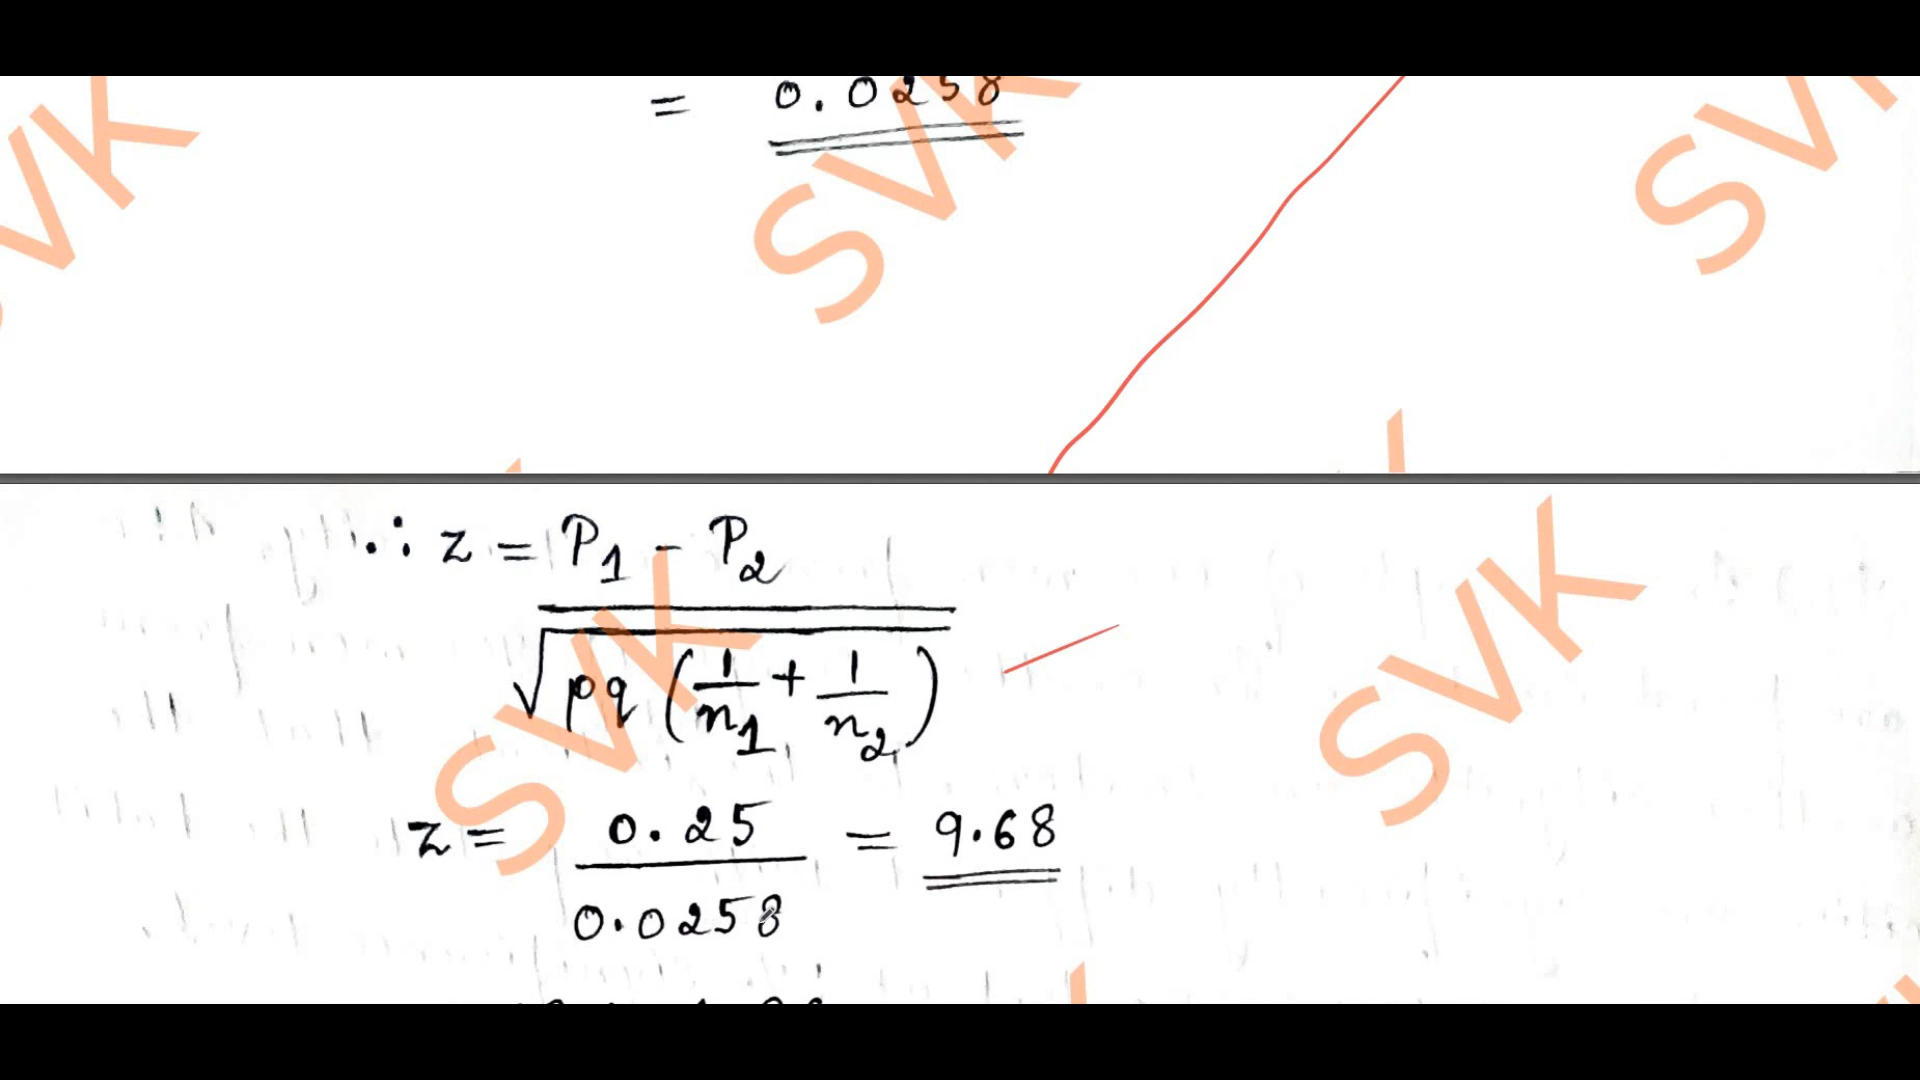 = 0.0258
SVK
SVK
SVK
∴ z = P₁ - P₂
√pq (1/n₁ + 1/n₂)
SVK
SVK
z = 0.25 = 9.68
0.0258